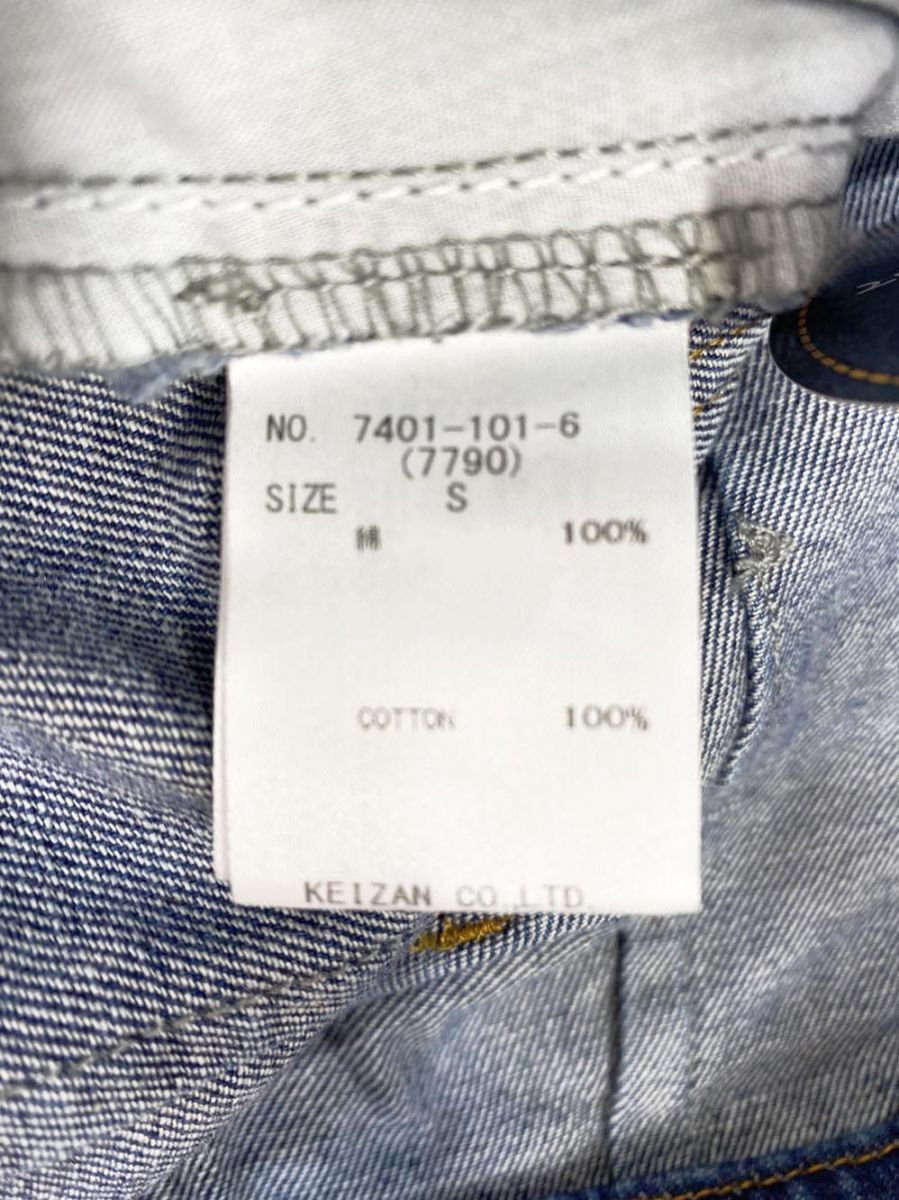 NO. 7401-101-6
(7790)
SIZE S
綿 100%
COTTON 100%
KEIZAN CO.,LTD.